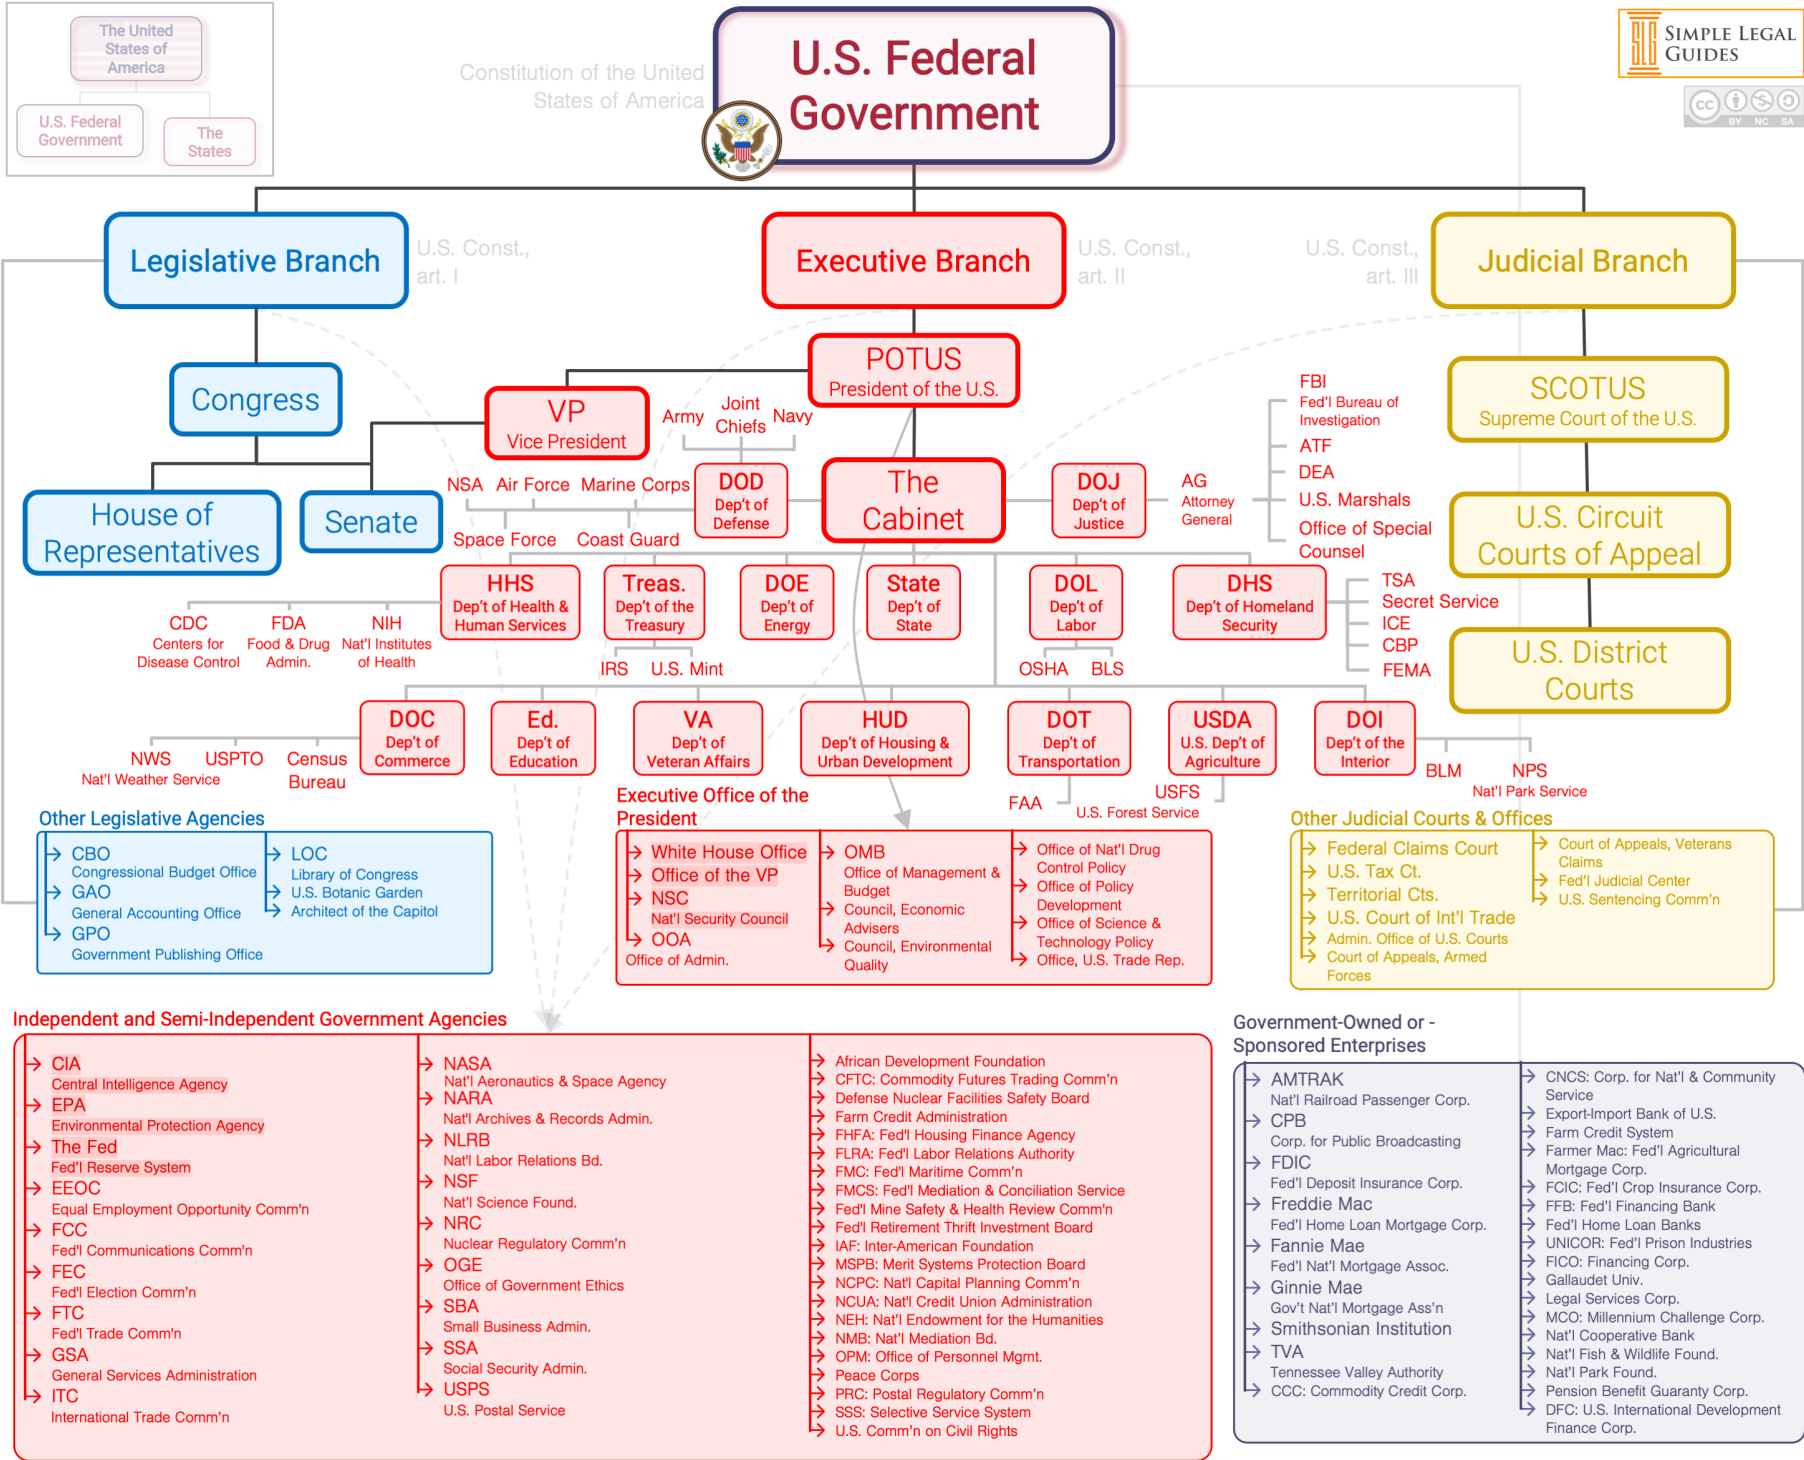 The United
States of
America
U.S. Federal
Government
The
States
Constitution of the United
States of America
U.S. Federal
Government
SLG
SIMPLE LEGAL
GUIDES
cc
BY NC SA
Legislative Branch
U.S. Const.,
art. I
Executive Branch
U.S. Const.,
art. II
U.S. Const.,
art. III
Judicial Branch
Congress
House of
Representatives
Senate
VP
Vice President
POTUS
President of the U.S.
The
Cabinet
SCOTUS
Supreme Court of the U.S.
U.S. Circuit
Courts of Appeal
U.S. District
Courts
Army
Joint
Chiefs
Navy
NSA
Air Force
Marine Corps
Space Force
Coast Guard
DOD
Dep't of
Defense
DOJ
Dep't of
Justice
AG
Attorney
General
FBI
Fed'l Bureau of
Investigation
ATF
DEA
U.S. Marshals
Office of Special
Counsel
HHS
Dep't of Health &
Human Services
CDC
Centers for
Disease Control
FDA
Food & Drug
Admin.
NIH
Nat'l Institutes
of Health
Treas.
Dep't of the
Treasury
IRS
U.S. Mint
DOE
Dep't of
Energy
State
Dep't of
State
DOL
Dep't of
Labor
OSHA
BLS
DHS
Dep't of Homeland
Security
TSA
Secret Service
ICE
CBP
FEMA
DOC
Dep't of
Commerce
NWS
Nat'l Weather Service
USPTO
Census
Bureau
Ed.
Dep't of
Education
VA
Dep't of
Veteran Affairs
HUD
Dep't of Housing &
Urban Development
DOT
Dep't of
Transportation
FAA
USDA
U.S. Dep't of
Agriculture
USFS
U.S. Forest Service
DOI
Dep't of the
Interior
BLM
NPS
Nat'l Park Service
Other Legislative Agencies
CBO
Congressional Budget Office
GAO
General Accounting Office
GPO
Government Publishing Office
LOC
Library of Congress
U.S. Botanic Garden
Architect of the Capitol
Executive Office of the
President
White House Office
Office of the VP
NSC
Nat'l Security Council
OOA
Office of Admin.
OMB
Office of Management &
Budget
Council, Economic
Advisers
Council, Environmental
Quality
Office of Nat'l Drug
Control Policy
Office of Policy
Development
Office of Science &
Technology Policy
Office, U.S. Trade Rep.
Other Judicial Courts & Offices
Federal Claims Court
U.S. Tax Ct.
Territorial Cts.
U.S. Court of Int'l Trade
Admin. Office of U.S. Courts
Court of Appeals, Armed
Forces
Court of Appeals, Veterans
Claims
Fed'l Judicial Center
U.S. Sentencing Comm'n
Independent and Semi-Independent Government Agencies
CIA
Central Intelligence Agency
EPA
Environmental Protection Agency
The Fed
Fed'l Reserve System
EEOC
Equal Employment Opportunity Comm'n
FCC
Fed'l Communications Comm'n
FEC
Fed'l Election Comm'n
FTC
Fed'l Trade Comm'n
GSA
General Services Administration
ITC
International Trade Comm'n
NASA
Nat'l Aeronautics & Space Agency
NARA
Nat'l Archives & Records Admin.
NLRB
Nat'l Labor Relations Bd.
NSF
Nat'l Science Found.
NRC
Nuclear Regulatory Comm'n
OGE
Office of Government Ethics
SBA
Small Business Admin.
SSA
Social Security Admin.
USPS
U.S. Postal Service
African Development Foundation
CFTC: Commodity Futures Trading Comm'n
Defense Nuclear Facilities Safety Board
Farm Credit Administration
FHFA: Fed'l Housing Finance Agency
FLRA: Fed'l Labor Relations Authority
FMC: Fed'l Maritime Comm'n
FMCS: Fed'l Mediation & Conciliation Service
Fed'l Mine Safety & Health Review Comm'n
Fed'l Retirement Thrift Investment Board
IAF: Inter-American Foundation
MSPB: Merit Systems Protection Board
NCPC: Nat'l Capital Planning Comm'n
NCUA: Nat'l Credit Union Administration
NEH: Nat'l Endowment for the Humanities
NMB: Nat'l Mediation Bd.
OPM: Office of Personnel Mgmt.
Peace Corps
PRC: Postal Regulatory Comm'n
SSS: Selective Service System
U.S. Comm'n on Civil Rights
Government-Owned or -
Sponsored Enterprises
AMTRAK
Nat'l Railroad Passenger Corp.
CPB
Corp. for Public Broadcasting
FDIC
Fed'l Deposit Insurance Corp.
Freddie Mac
Fed'l Home Loan Mortgage Corp.
Fannie Mae
Fed'l Nat'l Mortgage Assoc.
Ginnie Mae
Gov't Nat'l Mortgage Ass'n
Smithsonian Institution
TVA
Tennessee Valley Authority
CCC: Commodity Credit Corp.
CNCS: Corp. for Nat'l & Community
Service
Export-Import Bank of U.S.
Farm Credit System
Farmer Mac: Fed'l Agricultural
Mortgage Corp.
FCIC: Fed'l Crop Insurance Corp.
FFB: Fed'l Financing Bank
Fed'l Home Loan Banks
UNICOR: Fed'l Prison Industries
FICO: Financing Corp.
Gallaudet Univ.
Legal Services Corp.
MCO: Millennium Challenge Corp.
Nat'l Cooperative Bank
Nat'l Fish & Wildlife Found.
Nat'l Park Found.
Pension Benefit Guaranty Corp.
DFC: U.S. International Development
Finance Corp.